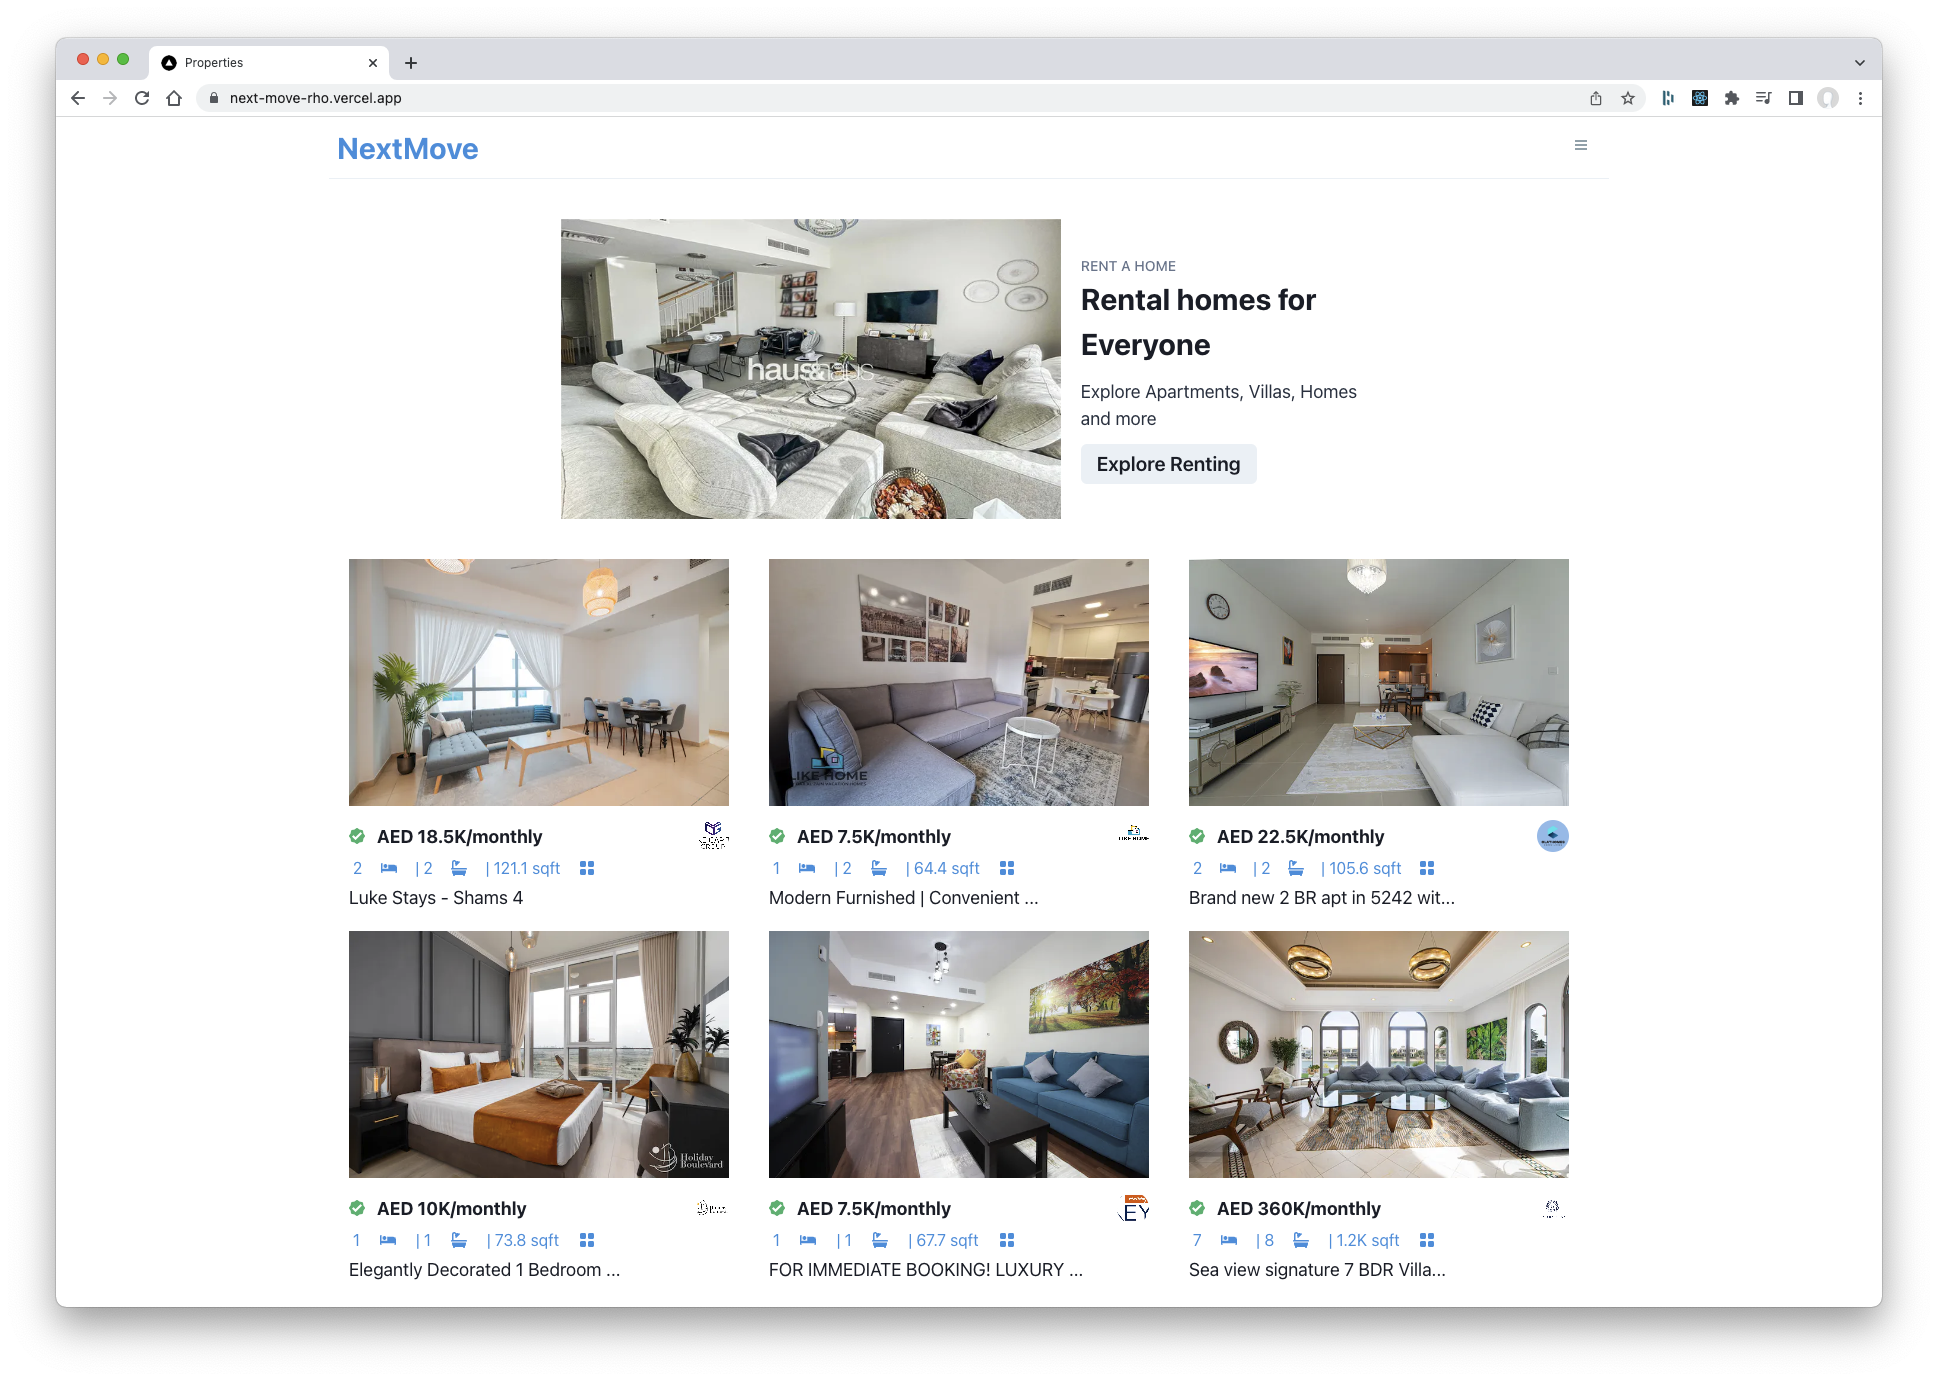 Properties
next-move-rho.vercel.app
NextMove
haus&haus
RENT A HOME
Rental homes for
Everyone
Explore Apartments, Villas, Homes
and more
Explore Renting
LIKE HOME
AED 18.5K/monthly
2 | 2 | 121.1 sqft
Luke Stays - Shams 4
AED 7.5K/monthly
LIKE HOME
1 | 2 | 64.4 sqft
Modern Furnished | Convenient ...
AED 22.5K/monthly
2 | 2 | 105.6 sqft
Brand new 2 BR apt in 5242 wit...
Holiday
Boulevard
AED 10K/monthly
1 | 1 | 73.8 sqft
Elegantly Decorated 1 Bedroom ...
AED 7.5K/monthly
EY
1 | 1 | 67.7 sqft
FOR IMMEDIATE BOOKING! LUXURY ...
AED 360K/monthly
7 | 8 | 1.2K sqft
Sea view signature 7 BDR Villa...